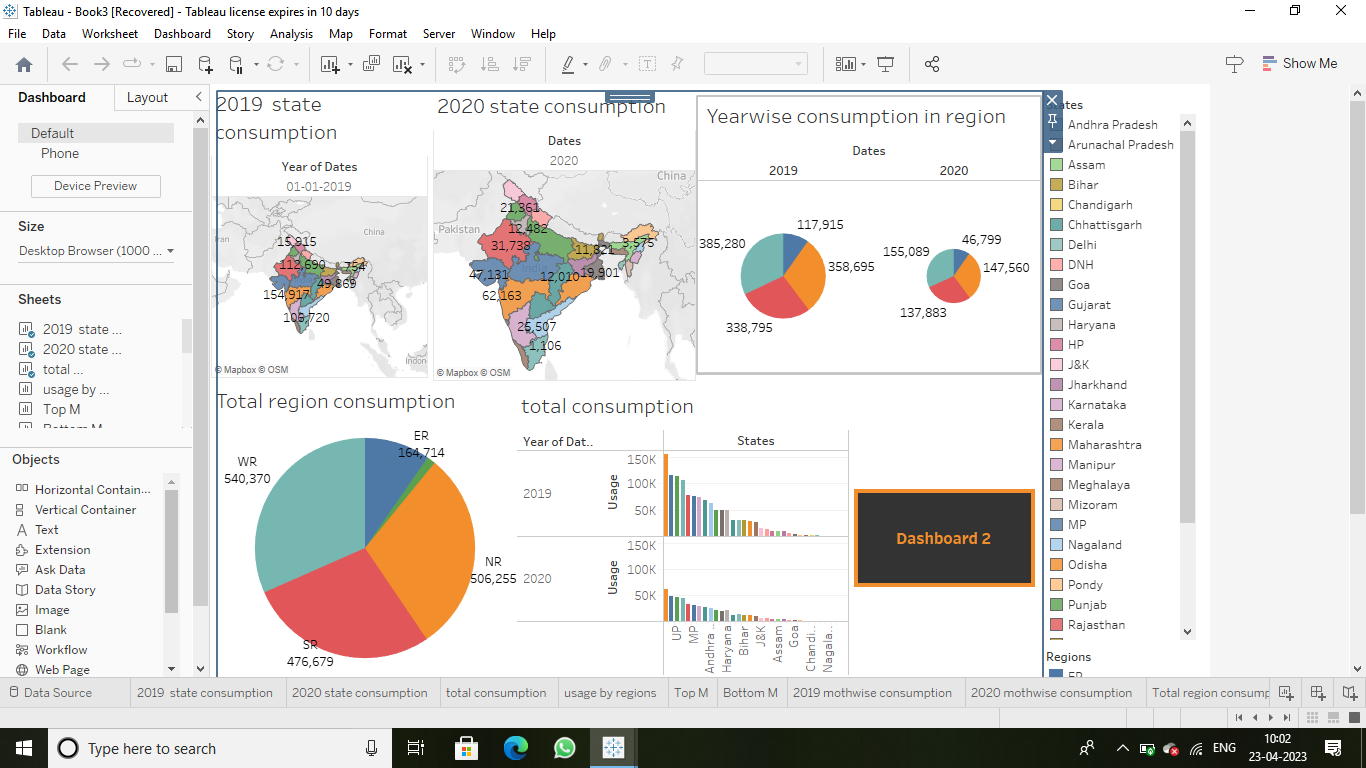 Tableau - Book3 [Recovered] - Tableau license expires in 10 days
File Data Worksheet Dashboard Story Analysis Map Format Server Window Help
Show Me
Dashboard Layout
Default
Phone
Device Preview
Size
Desktop Browser (1000 ...
Sheets
2019 state ...
2020 state ...
total ...
usage by ...
Top M
Objects
Horizontal Contain...
Vertical Container
Text
Extension
Ask Data
Data Story
Image
Blank
Workflow
Web Page
2019 state
consumption
Year of Dates
01-01-2019
China
15,815
112,690
754
49,869
154,917
105,720
Indon
© Mapbox © OSM
2020 state consumption
Dates
2020
China
Pakistan
21,361
12,482
31,738
11,821
3,575
India
47,131
12,010
19,901
62,163
25,507
1,106
© Mapbox © OSM
Yearwise consumption in region
Dates
2019 2020
117,915
385,280
358,695
338,795
46,799
155,089
147,560
137,883
Total region consumption
ER
164,714
WR
540,370
NR
506,255
SR
476,679
total consumption
Year of Dat.. States
2019
Usage
150K
100K
50K
2020
Usage
150K
100K
50K
UP
MP
Andhra ..
Haryana
Bihar
J&K
Assam
Goa
Chandi..
Nagala..
Dashboard 2
Andhra Pradesh
Arunachal Pradesh
Assam
Bihar
Chandigarh
Chhattisgarh
Delhi
DNH
Goa
Gujarat
Haryana
HP
J&K
Jharkhand
Karnataka
Kerala
Maharashtra
Manipur
Meghalaya
Mizoram
MP
Nagaland
Odisha
Pondy
Punjab
Rajasthan
Regions
Data Source 2019 state consumption 2020 state consumption total consumption usage by regions Top M Bottom M 2019 mothwise consumption 2020 mothwise consumption Total region consump
Type here to search
ENG
10:02
23-04-2023